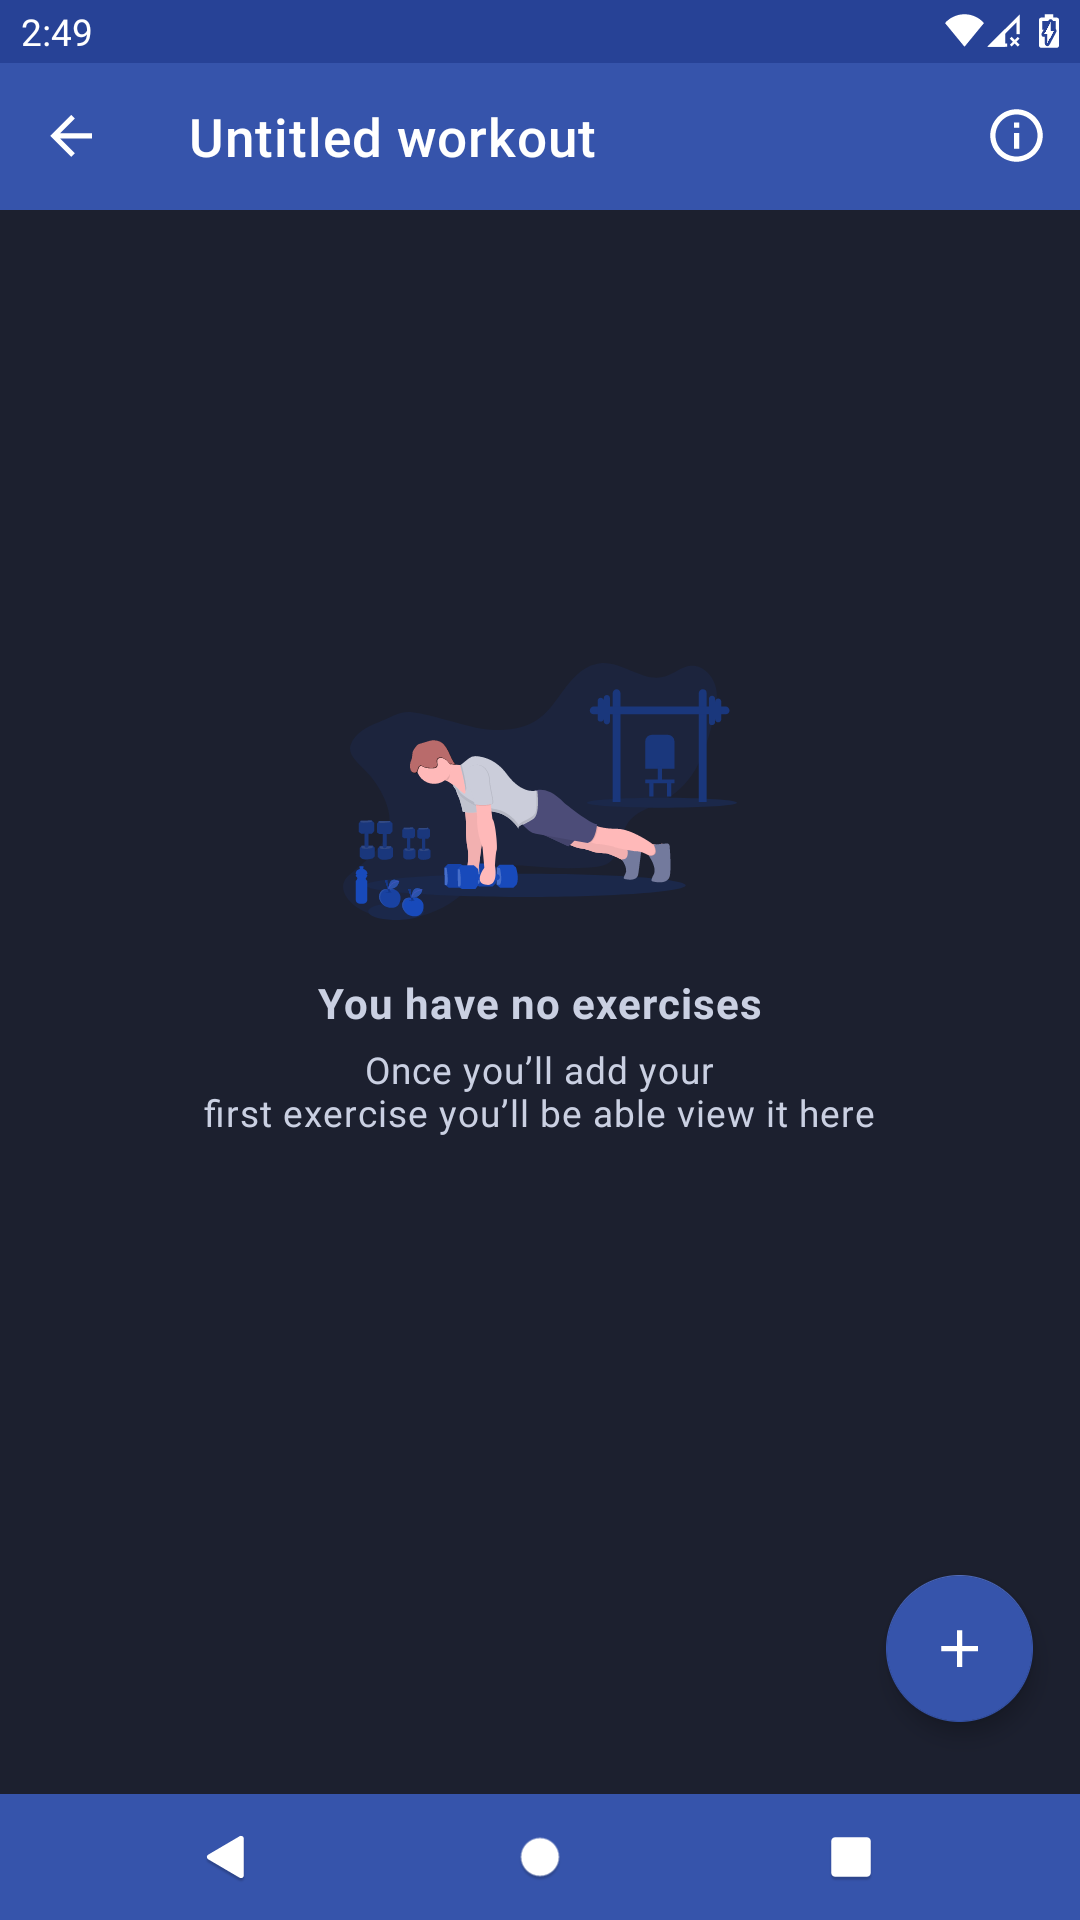 2:49
Untitled workout
You have no exercises
Once you’ll add your
first exercise you’ll be able view it here